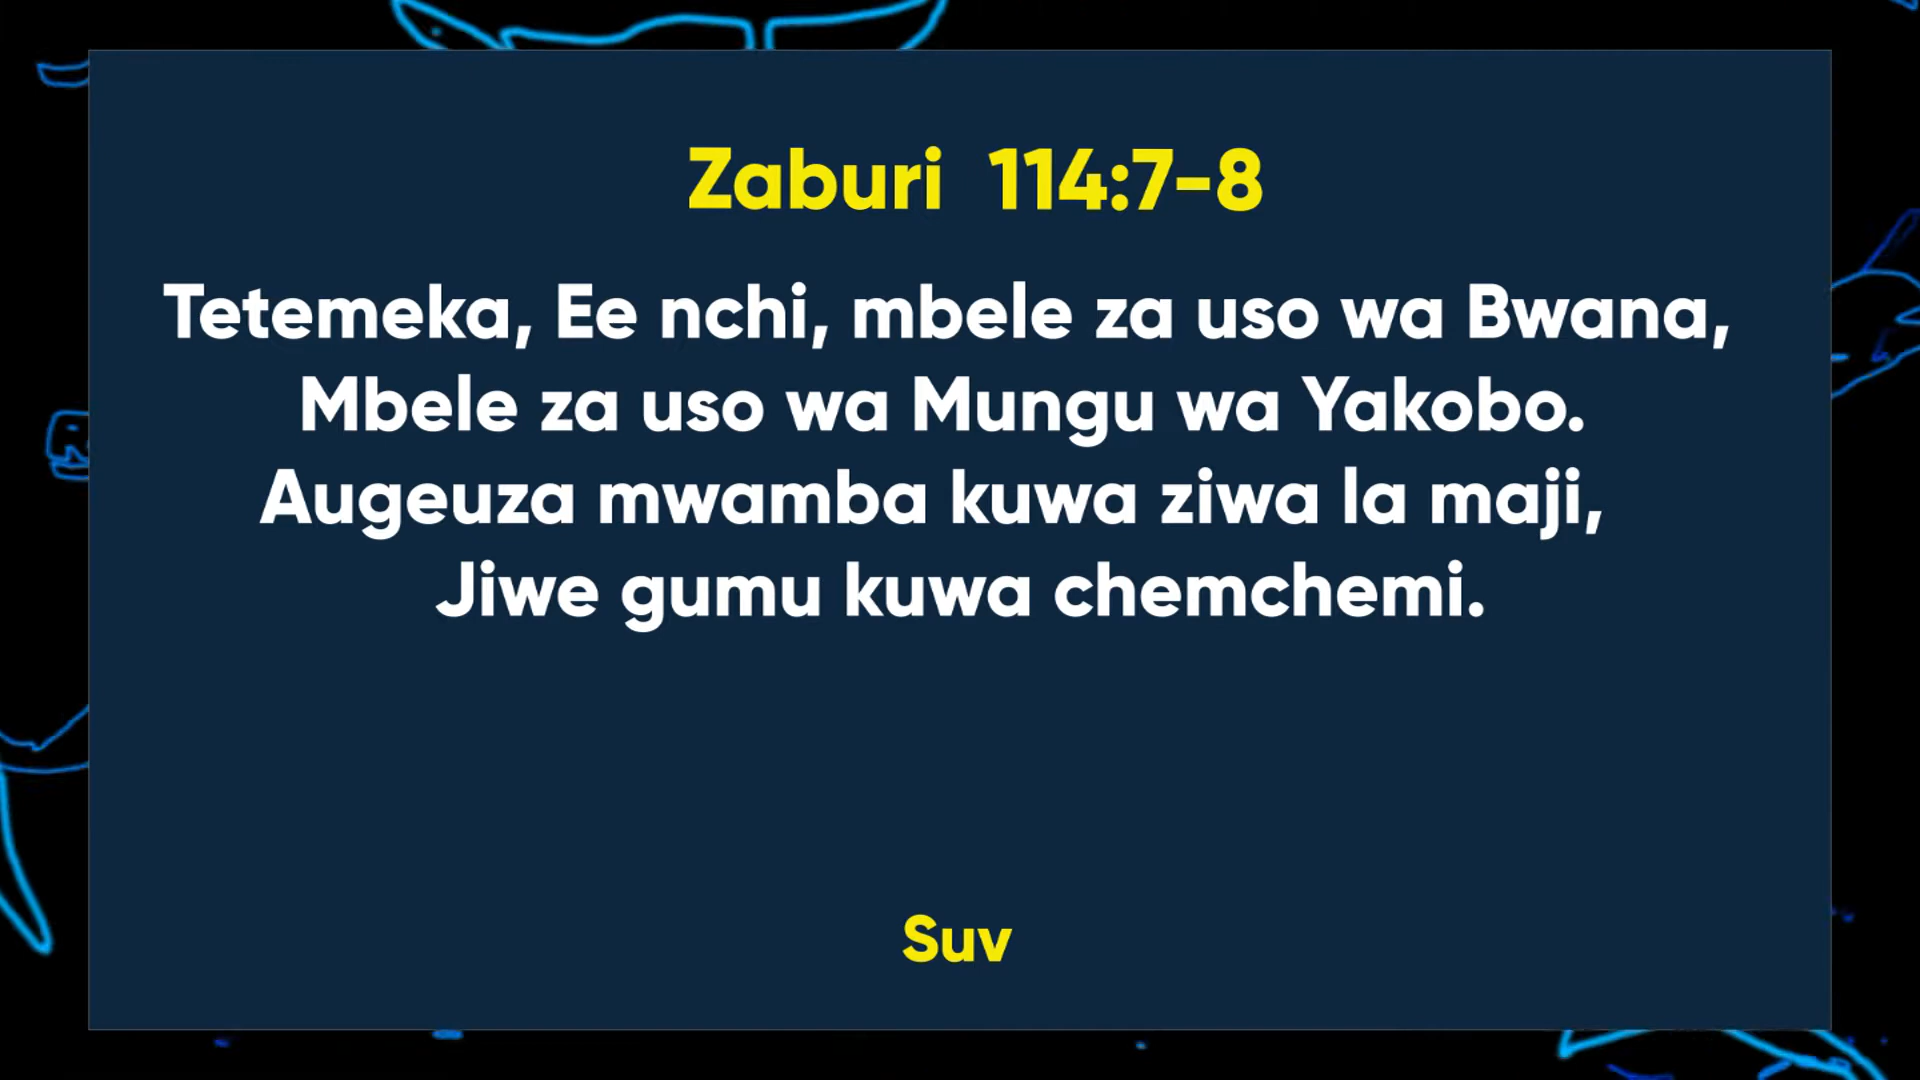 Zaburi 114:7-8
Tetemeka, Ee nchi, mbele za uso wa Bwana,
Mbele za uso wa Mungu wa Yakobo.
Augeuza mwamba kuwa ziwa la maji,
Jiwe gumu kuwa chemchemi.
Suv